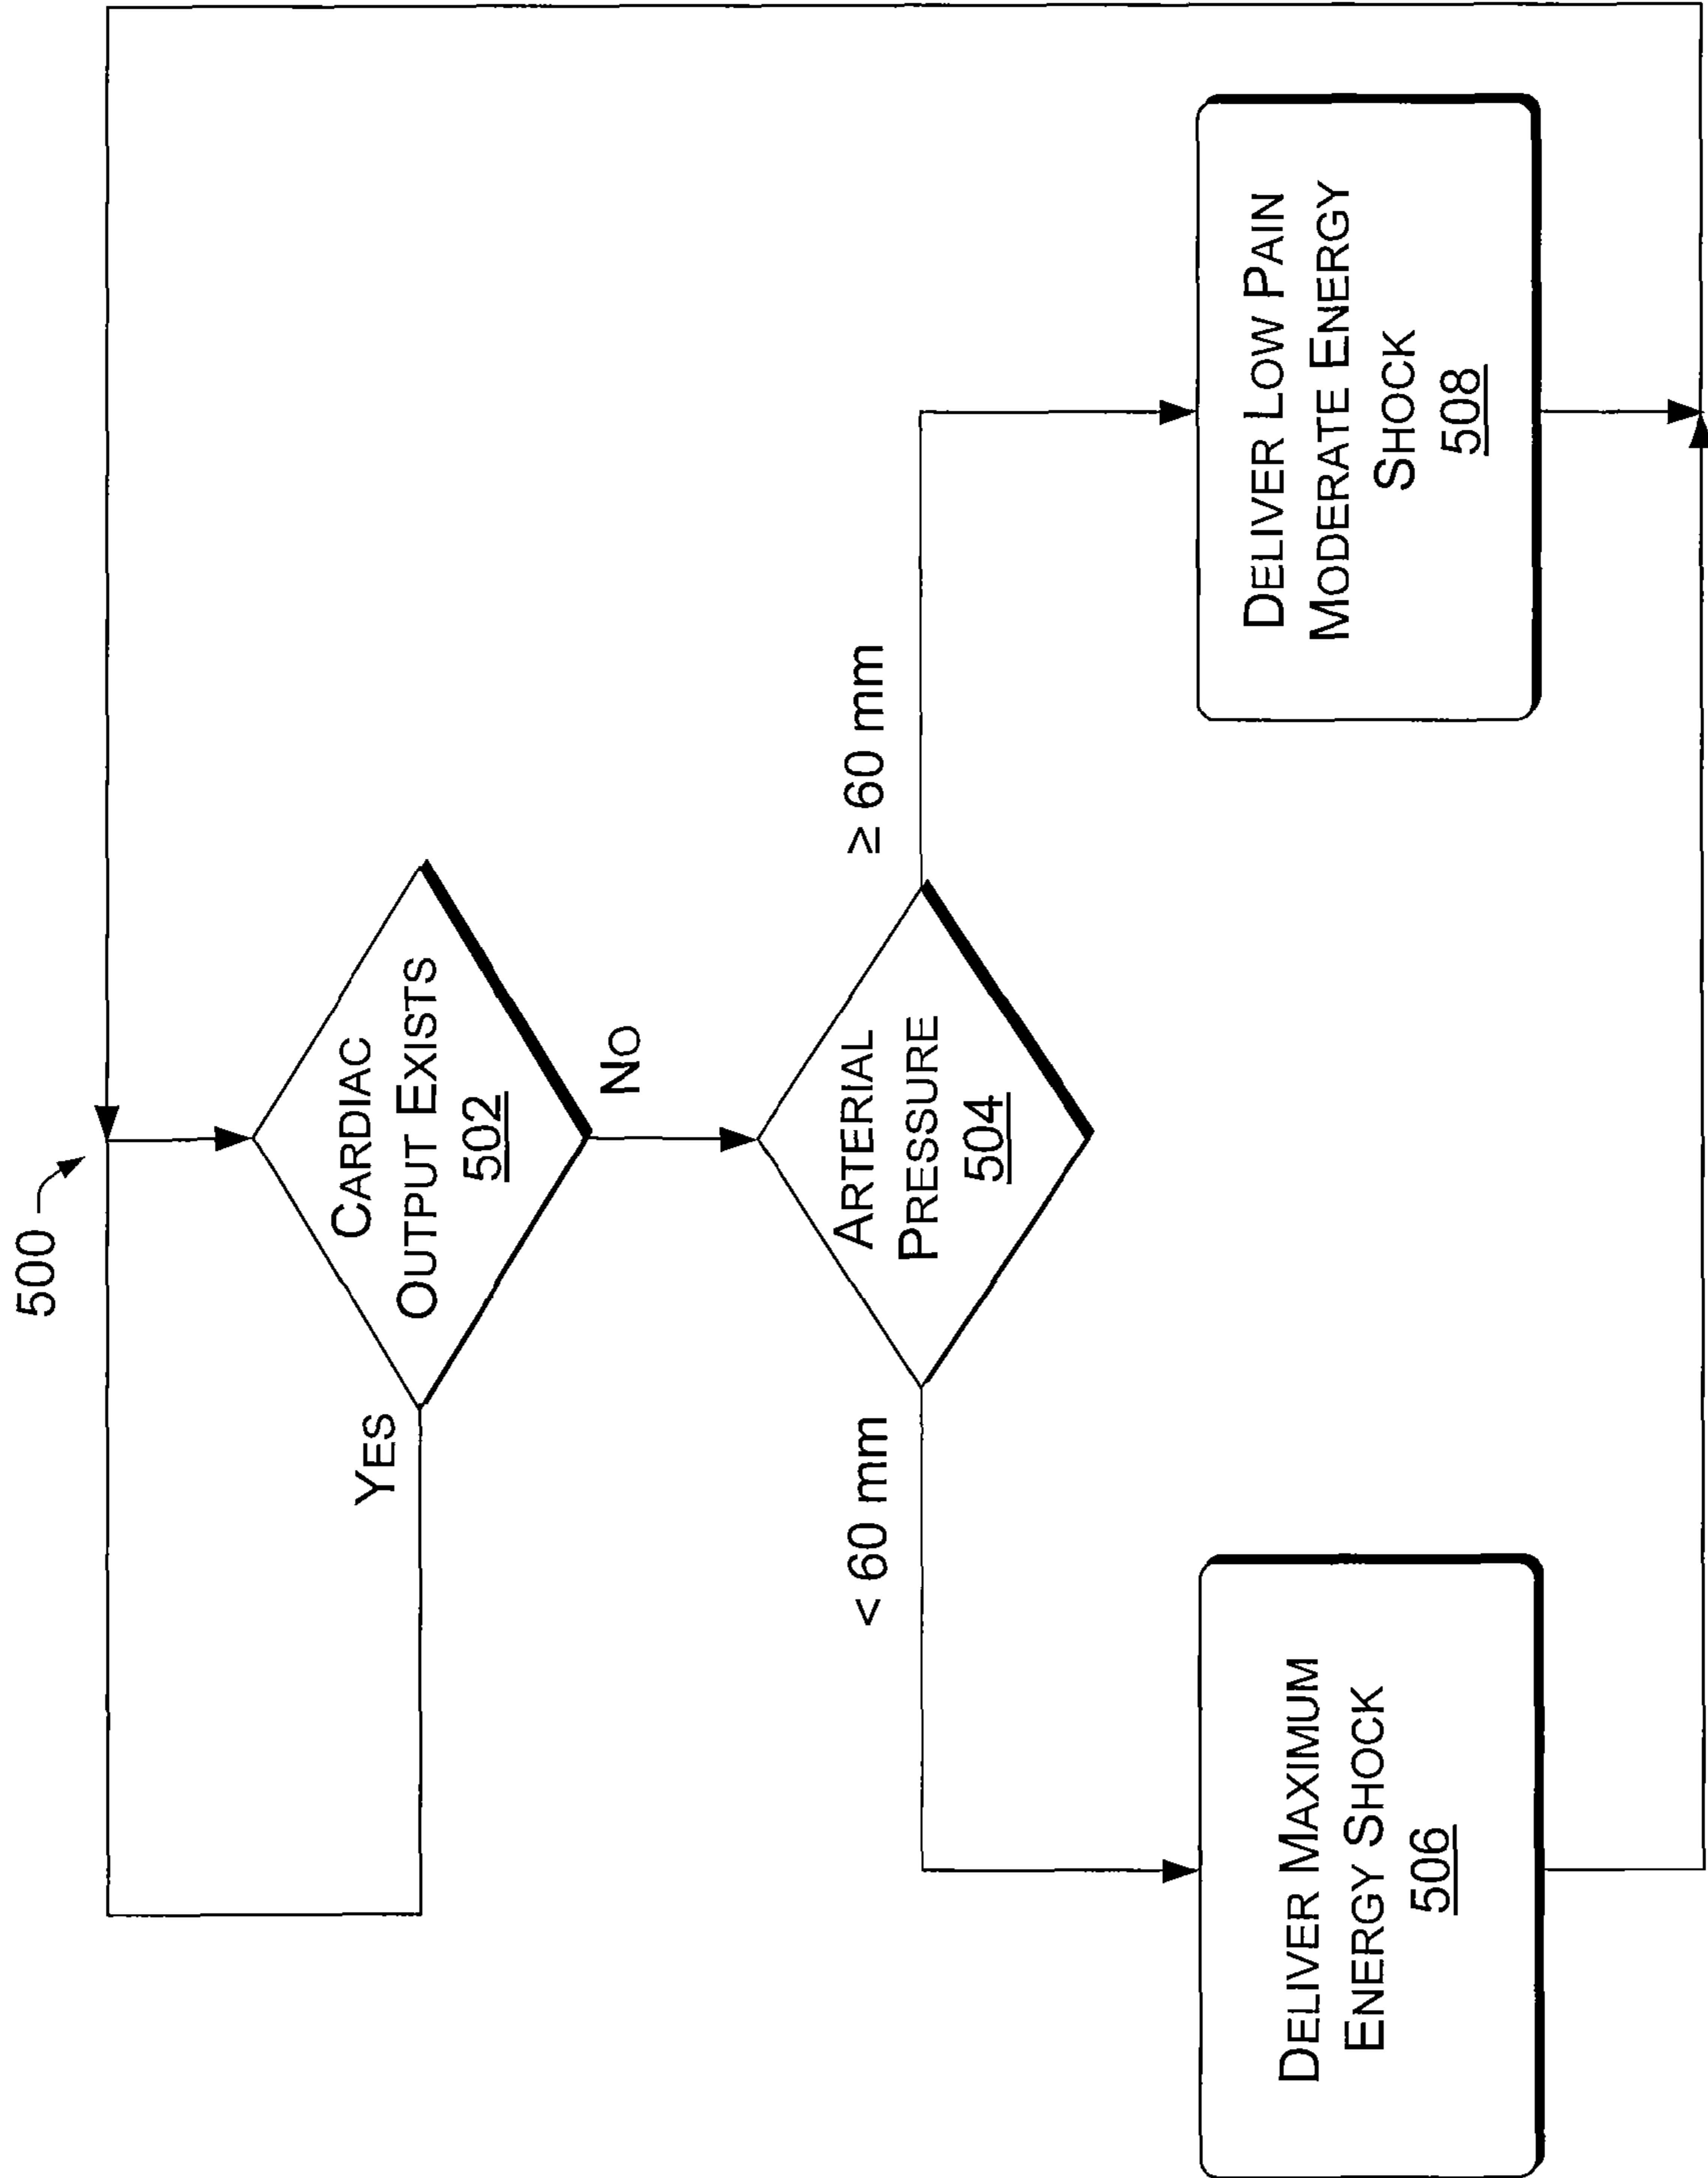 500
CARDIAC
OUTPUT EXISTS
502
YES
NO
ARTERIAL
PRESSURE
504
< 60 mm
≥ 60 mm
DELIVER MAXIMUM
ENERGY SHOCK
506
DELIVER LOW PAIN
MODERATE ENERGY
SHOCK
508